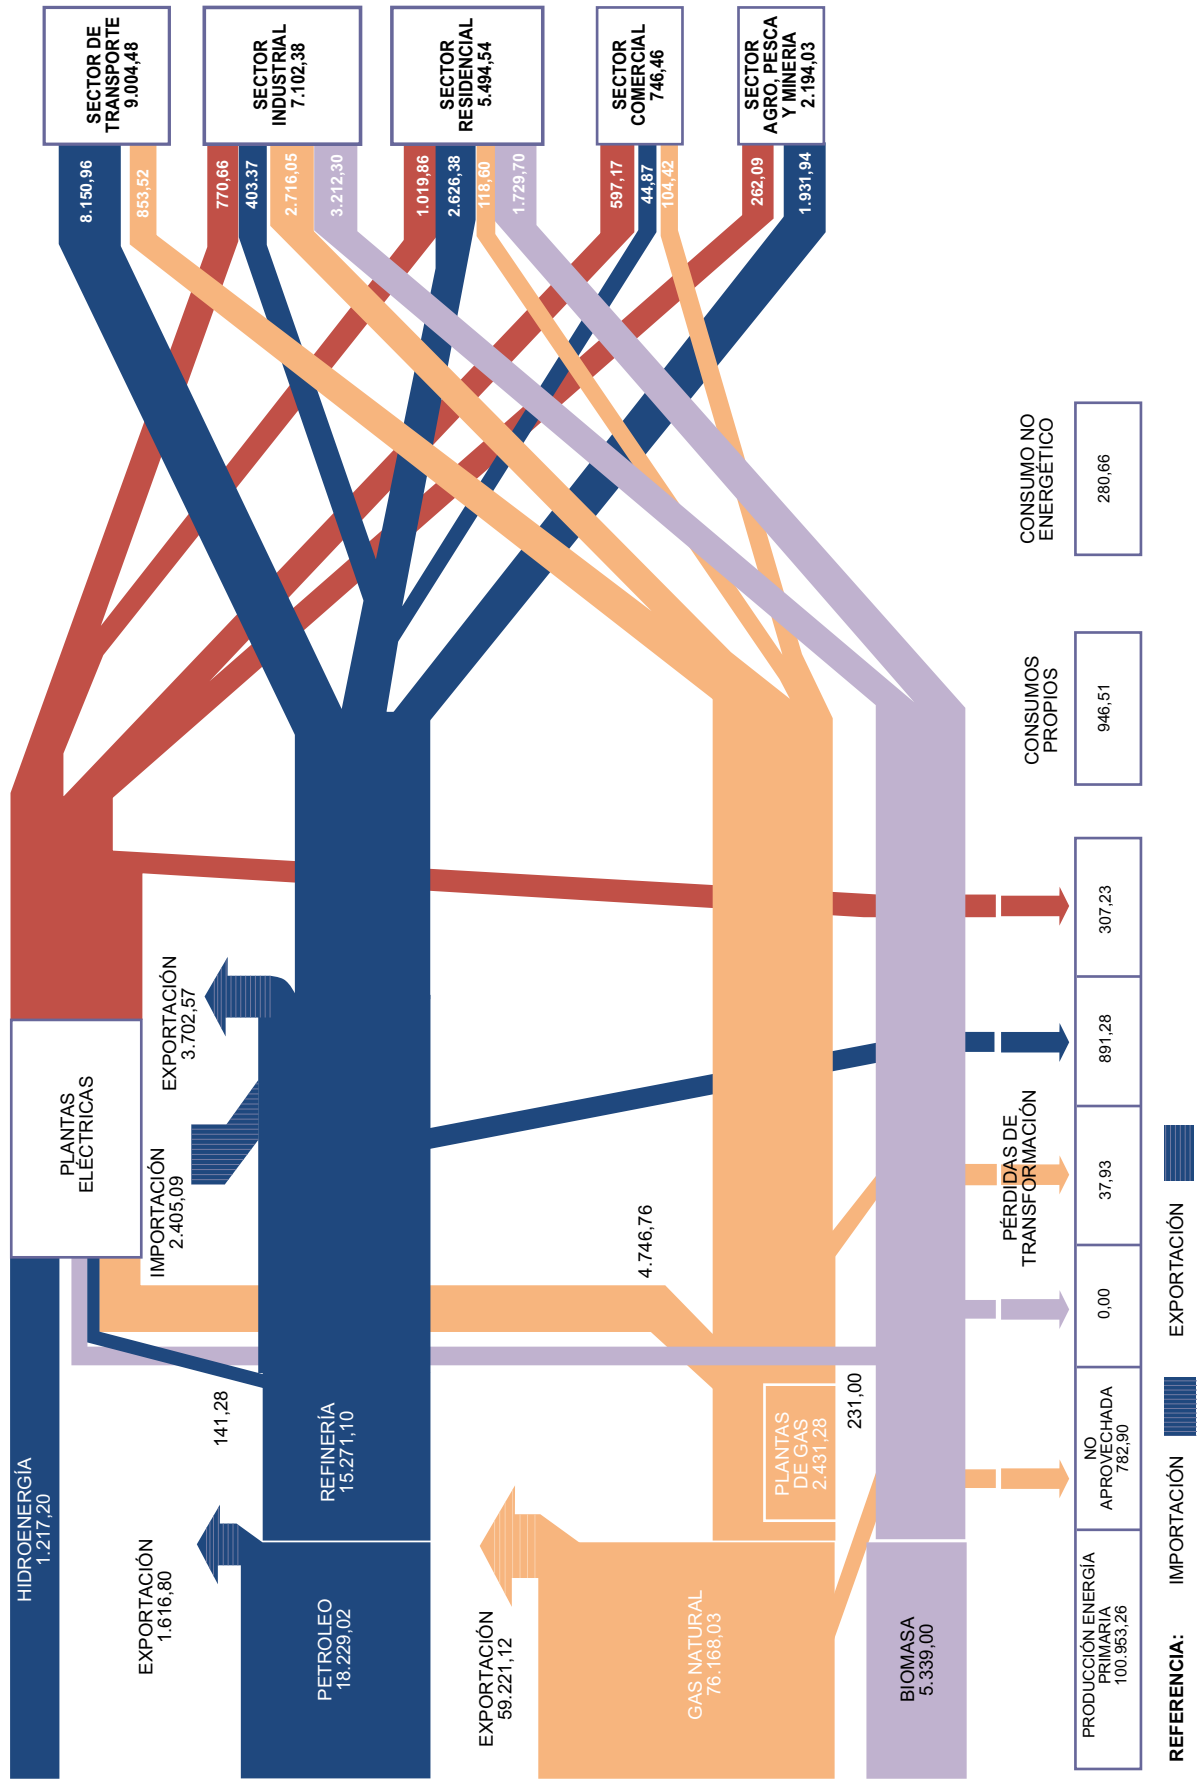 HIDROENERGÍA
1.217,20
PLANTAS
ELÉCTRICAS
EXPORTACIÓN
1.616,80
141,28
IMPORTACIÓN
2.405,09
EXPORTACIÓN
3.702,57
PETROLEO
18.229,02
REFINERÍA
15.271,10
EXPORTACIÓN
59.221,12
4.746,76
GAS NATURAL
76.168,03
PLANTAS
DE GAS
2.431,28
231,00
BIOMASA
5.339,00
SECTOR DE
TRANSPORTE
9.004,48
8.150,96
853,52
SECTOR
INDUSTRIAL
7.102,38
770,66
403.37
2.716,05
3.212,30
SECTOR
RESIDENCIAL
5.494,54
1.019,86
2.626,38
118,60
1.729,70
SECTOR
COMERCIAL
746,46
597,17
44,87
104,42
SECTOR
AGRO, PESCA
Y MINERIA
2.194,03
262,09
1.931,94
PÉRDIDAS DE
TRANSFORMACIÓN
CONSUMOS
PROPIOS
CONSUMO NO
ENERGÉTICO
PRODUCCIÓN ENERGÍA
PRIMARIA
100.953,26
NO
APROVECHADA
782,90
0,00
37,93
891,28
307,23
946,51
280,66
REFERENCIA:
IMPORTACIÓN
EXPORTACIÓN